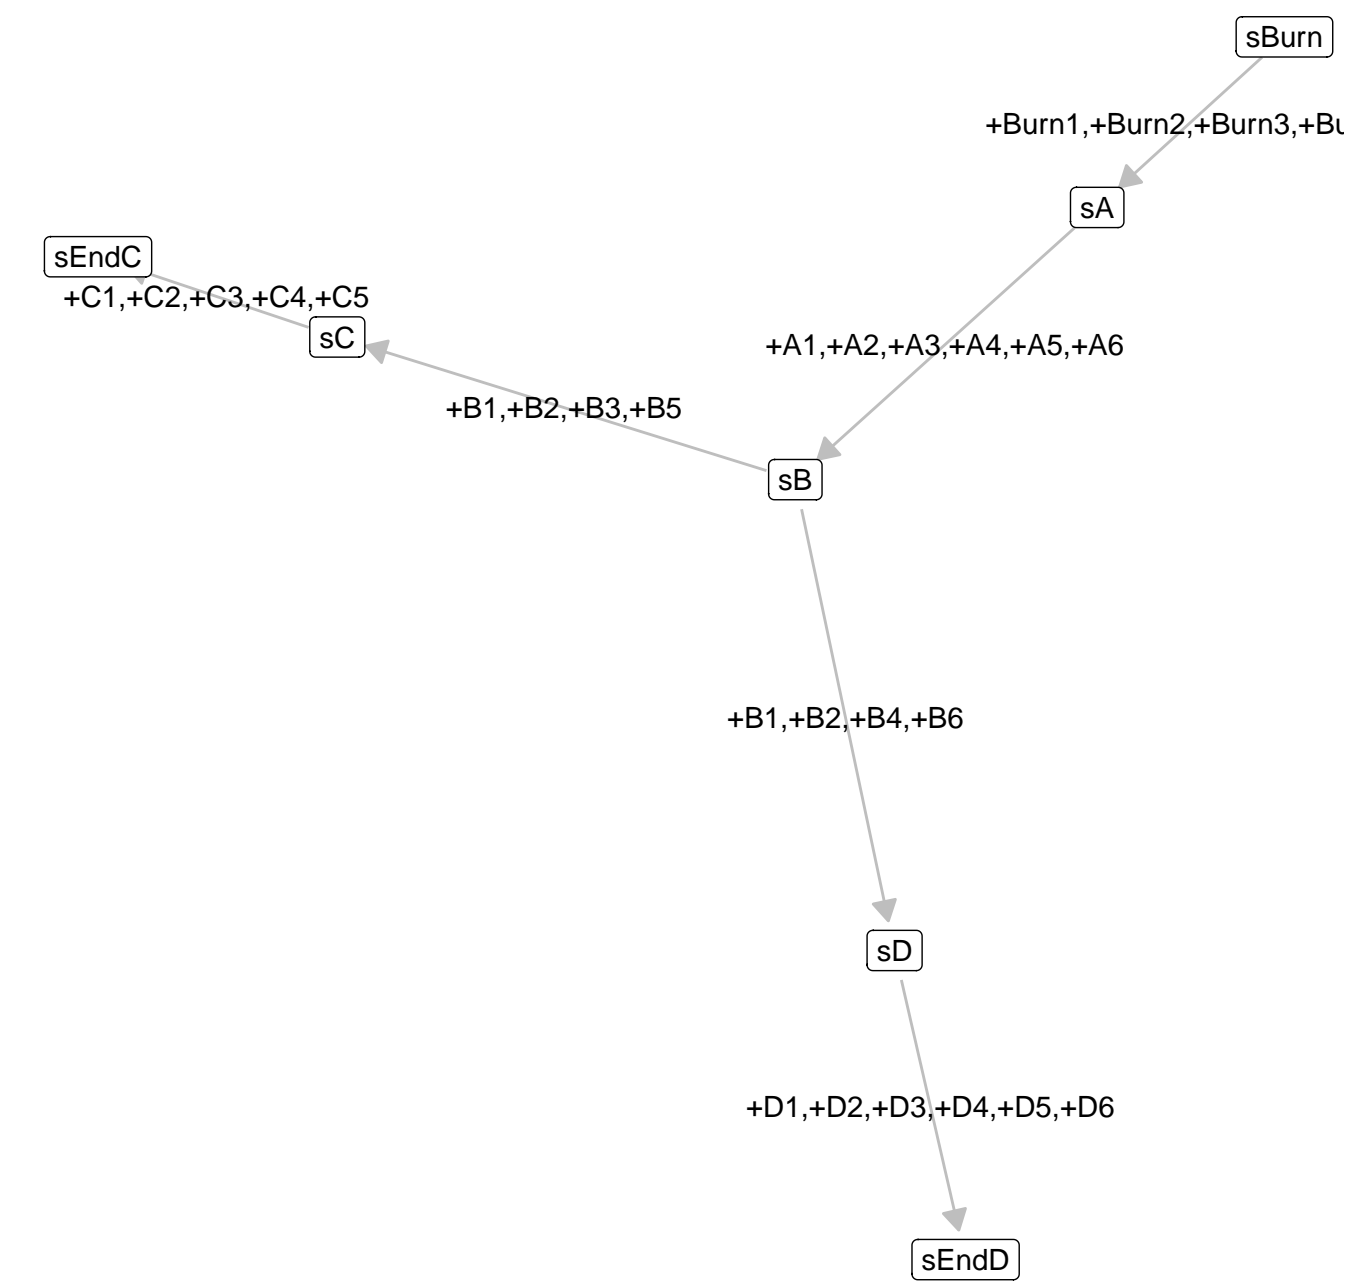 sBurn
+Burn1,+Burn2,+Burn3,+Bu
sA
sEndC
+C1,+C2,+C3,+C4,+C5
sC
+A1,+A2,+A3,+A4,+A5,+A6
+B1,+B2,+B3,+B5
sB
+B1,+B2,+B4,+B6
sD
+D1,+D2,+D3,+D4,+D5,+D6
sEndD